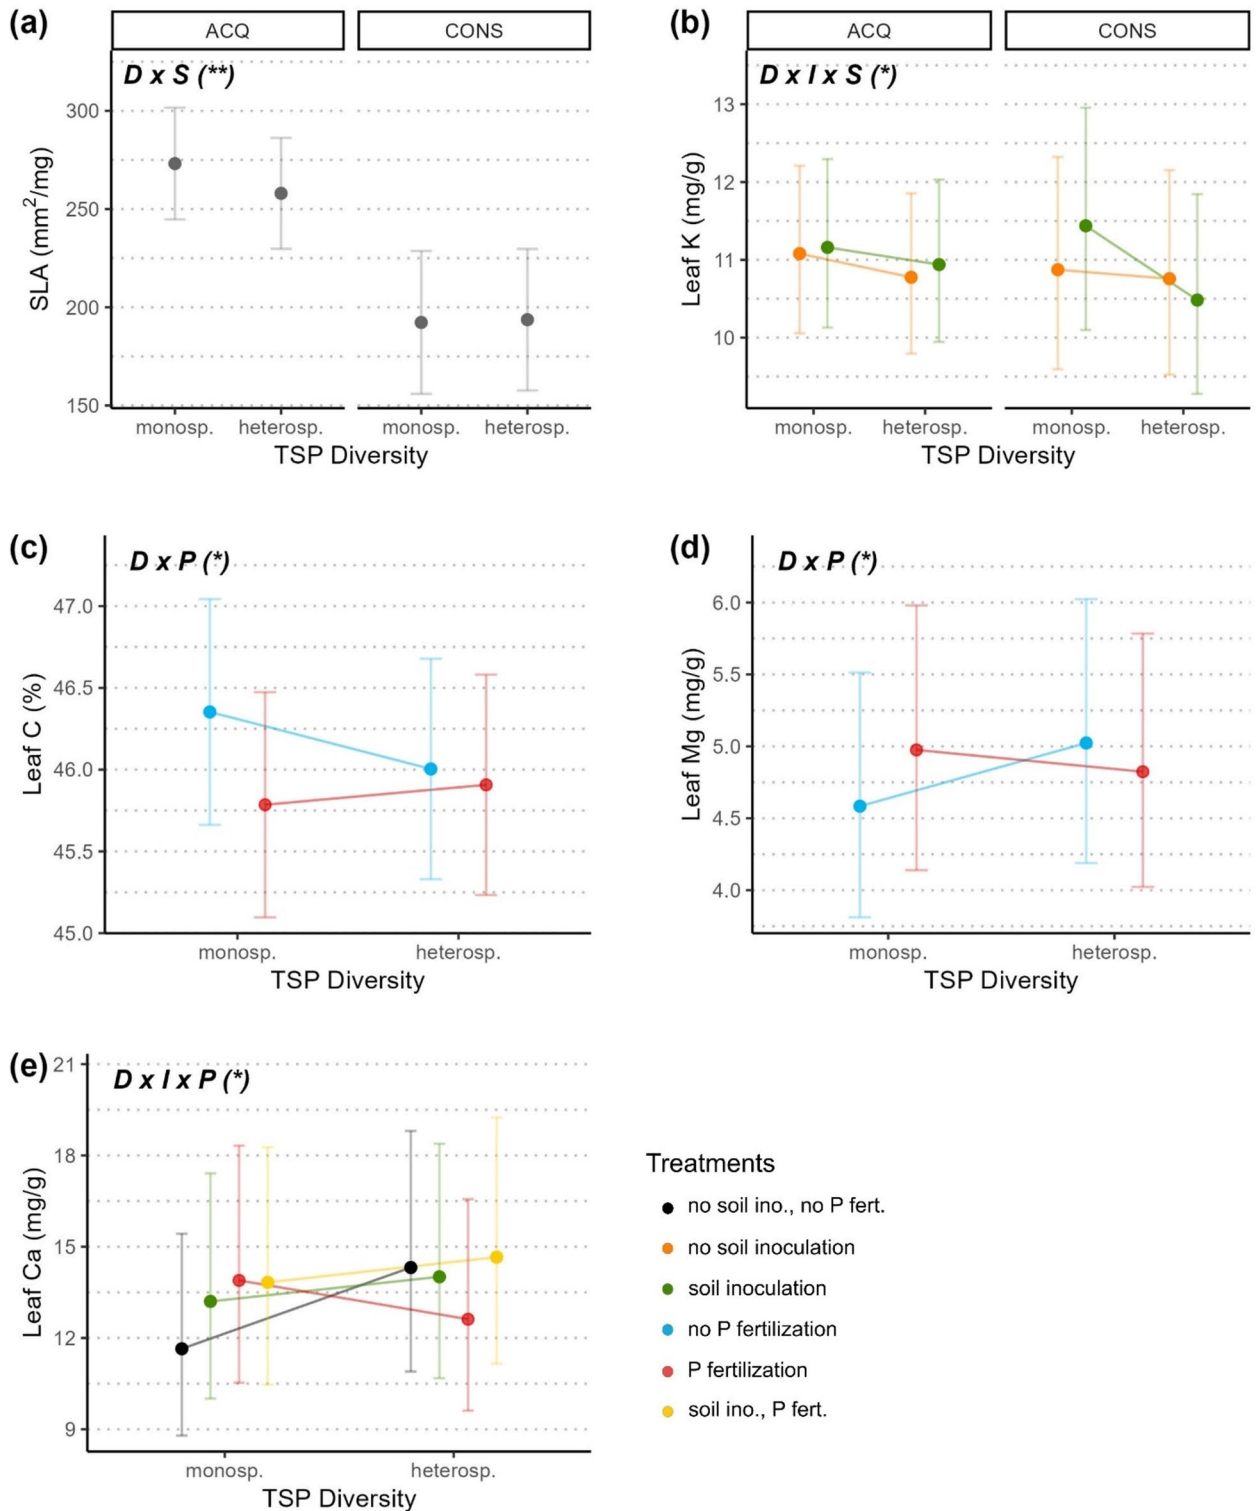 (a)
ACQ CONS
D x S (**)
300
250
200
150
SLA (mm²/mg)
monosp. heterosp. monosp. heterosp.
TSP Diversity
(b)
ACQ CONS
D x I x S (*)
13
12
11
10
Leaf K (mg/g)
monosp. heterosp. monosp. heterosp.
TSP Diversity
(c)
D x P (*)
47.0
46.5
46.0
45.5
45.0
Leaf C (%)
monosp. heterosp.
TSP Diversity
(d)
D x P (*)
6.0
5.5
5.0
4.5
4.0
Leaf Mg (mg/g)
monosp. heterosp.
TSP Diversity
(e)
D x I x P (*)
21
18
15
12
9
Leaf Ca (mg/g)
monosp. heterosp.
TSP Diversity
Treatments
no soil ino., no P fert.
no soil inoculation
soil inoculation
no P fertilization
P fertilization
soil ino., P fert.